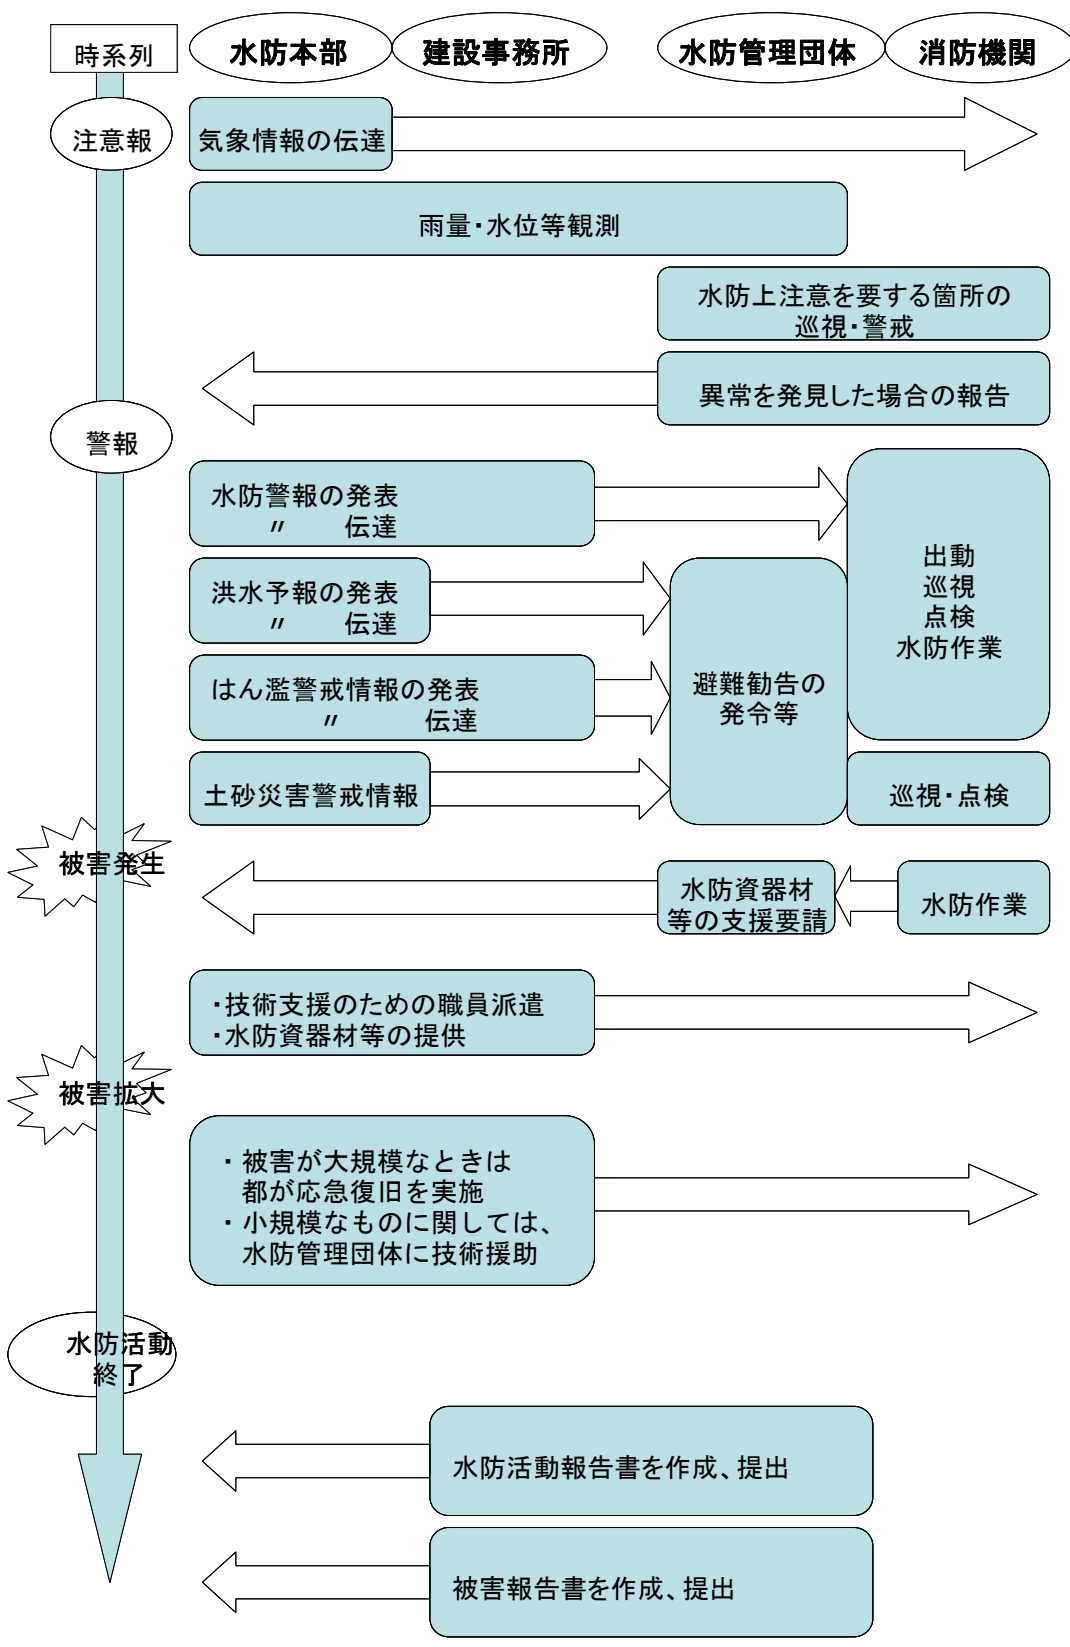 時系列
水防本部
建設事務所
水防管理団体
消防機関
注意報
気象情報の伝達
雨量・水位等観測
水防上注意を要する箇所の
巡視・警戒
異常を発見した場合の報告
警報
水防警報の発表
〃 伝達
出動
巡視
点検
水防作業
洪水予報の発表
〃 伝達
はん濫警戒情報の発表
〃 伝達
避難勧告の
発令等
土砂災害警戒情報
巡視・点検
被害発生
水防資器材
等の支援要請
水防作業
・技術支援のための職員派遣
・水防資器材等の提供
被害拡大
・被害が大規模なときは
都が応急復旧を実施
・小規模なものに関しては、
水防管理団体に技術援助
水防活動
終了
水防活動報告書を作成、提出
被害報告書を作成、提出